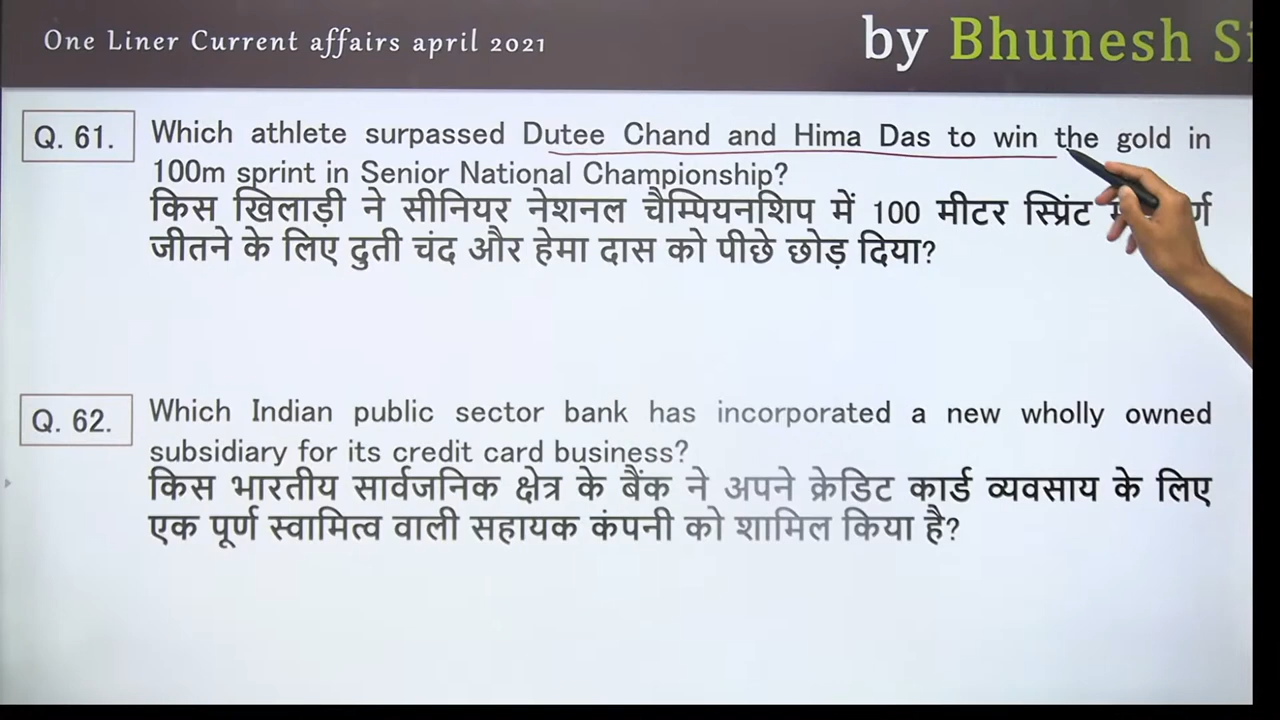 One Liner Current affairs april 2021
by Bhunesh
Q. 61.
Which athlete surpassed Dutee Chand and Hima Das to win the gold in
100m sprint in Senior National Championship?
किस खिलाड़ी ने सीनियर नेशनल चैम्पियनशिप में 100 मीटर स्प्रिंट
जीतने के लिए दुती चंद और हेमा दास को पीछे छोड़ दिया?
Q. 62.
Which Indian public sector bank has incorporated a new wholly owned
subsidiary for its credit card business?
किस भारतीय सार्वजनिक क्षेत्र के बैंक ने अपने क्रेडिट कार्ड व्यवसाय के लिए
एक पूर्ण स्वामित्व वाली सहायक कंपनी को शामिल किया है?